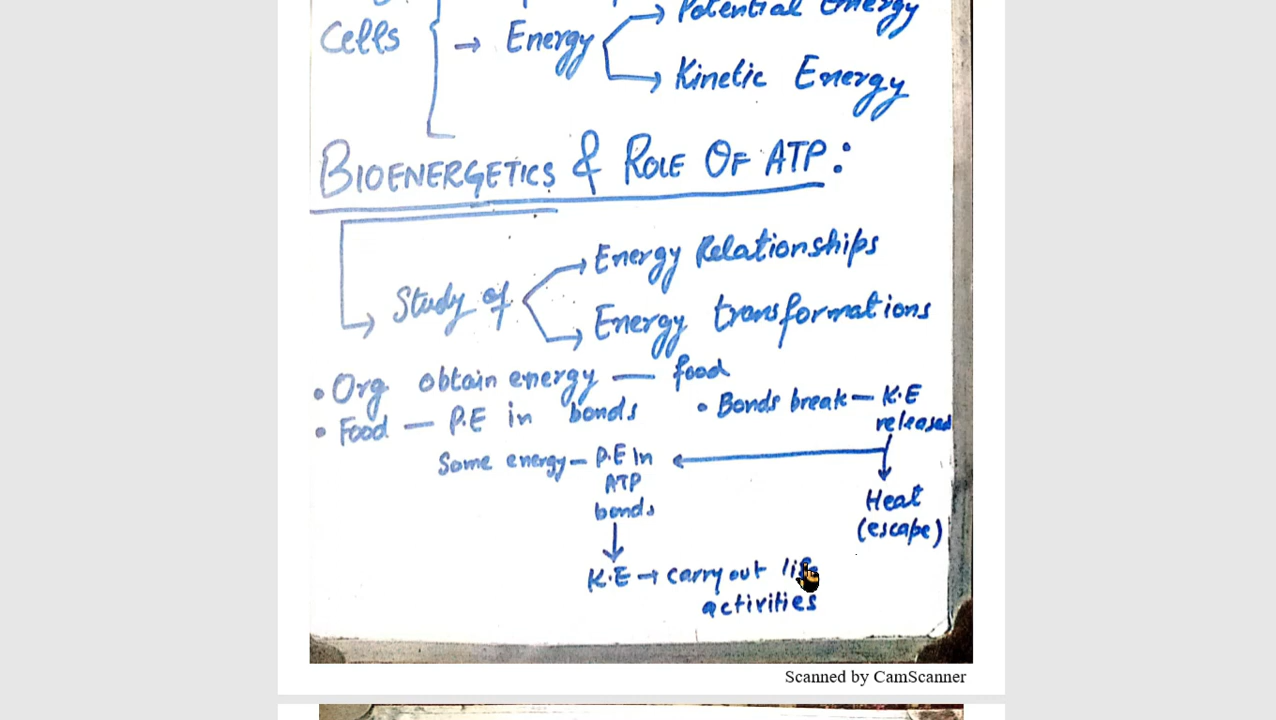 Potential Energy
Cells → Energy
Kinetic Energy
BIOENERGETICS & ROLE OF ATP:
Energy Relationships
Study of
Energy transformations
• Org obtain energy — food
• Food — P.E in bonds
• Bonds break — K.E
released
Some energy — P.E In
ATP
bonds
Heat
(escape)
K.E → carry out life
activities
Scanned by CamScanner